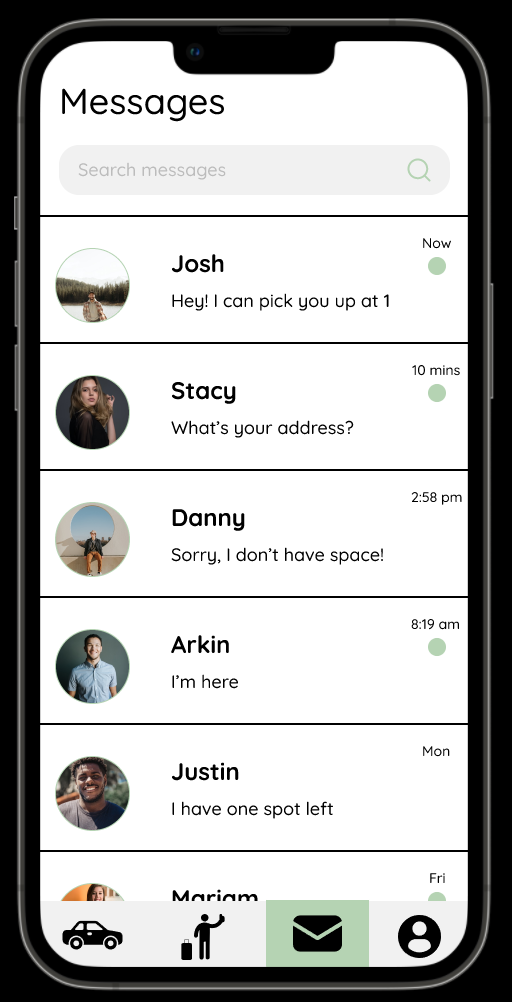 Messages
Search messages
Now
Josh
Hey! I can pick you up at 1
10 mins
Stacy
What's your address?
2:58 pm
Danny
Sorry, I don't have space!
8:19 am
Arkin
I'm here
Mon
Justin
I have one spot left
Fri
Mariam